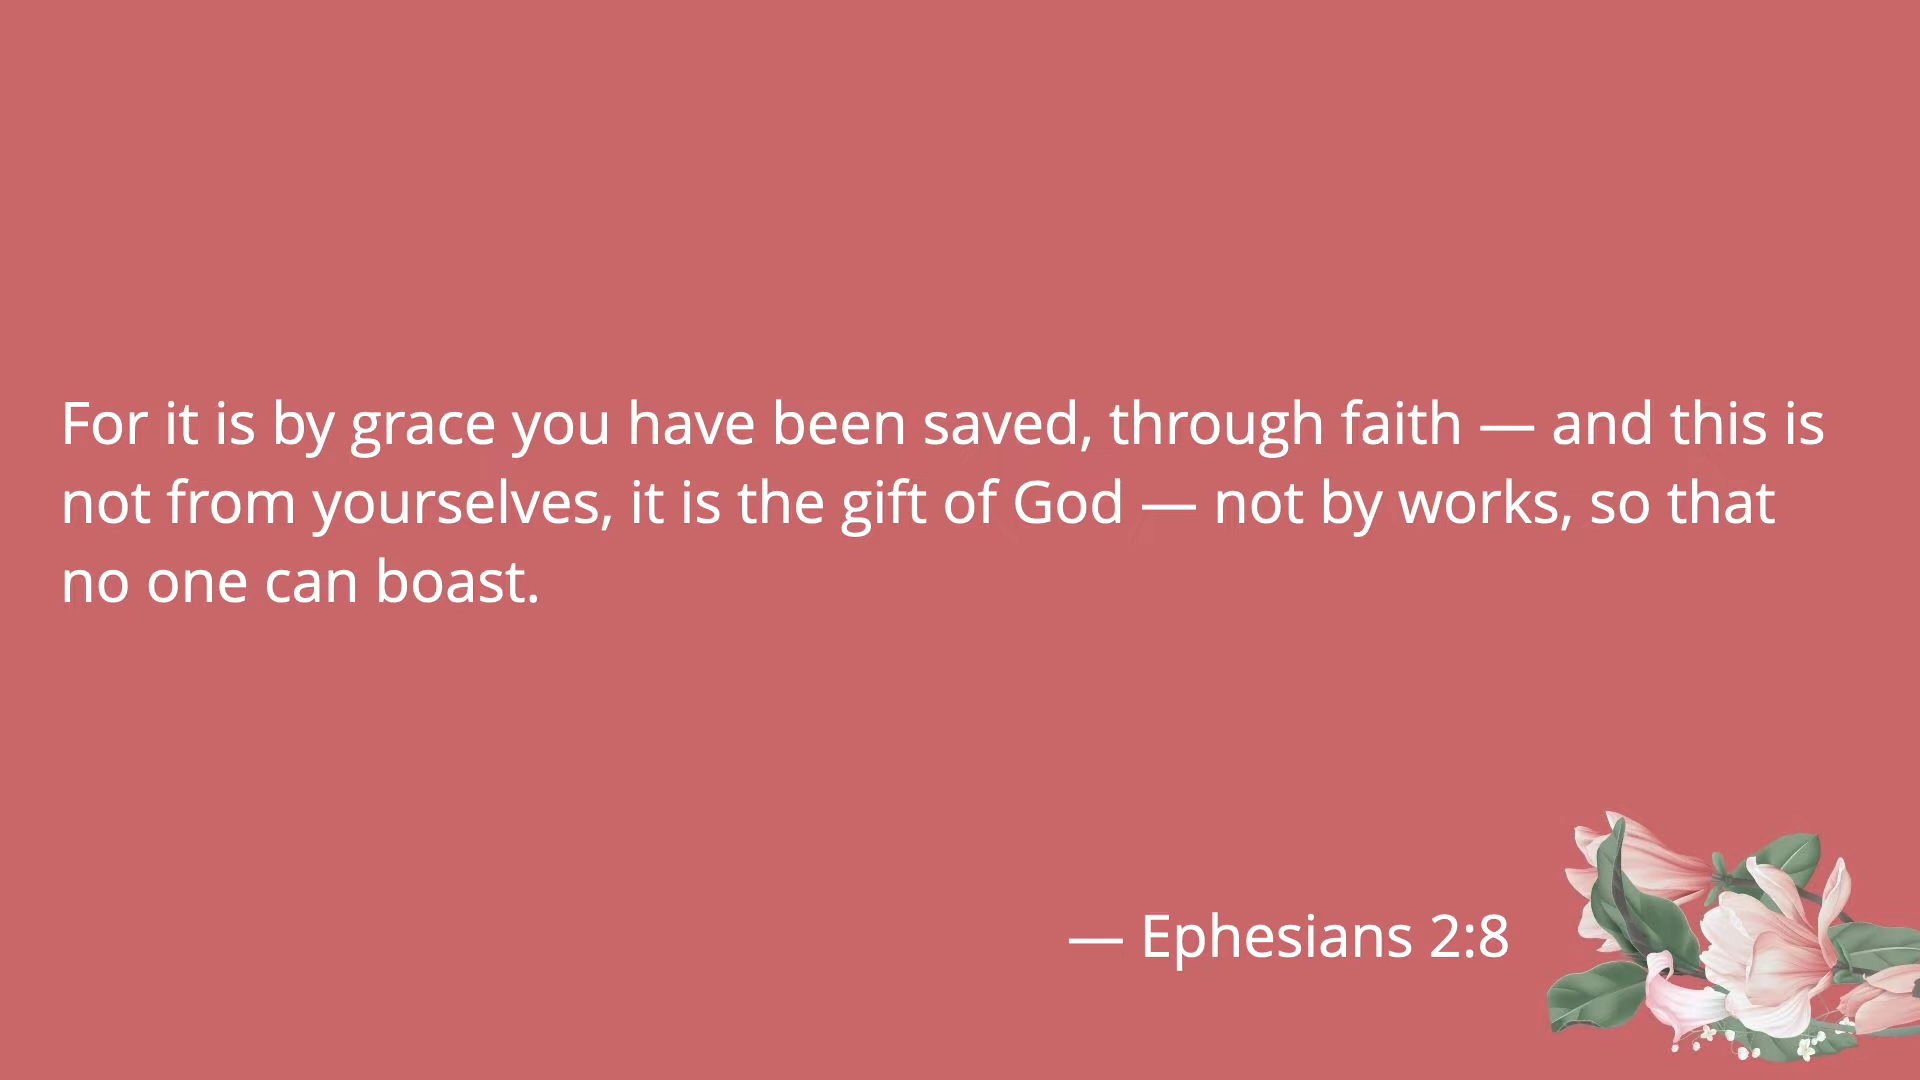 For it is by grace you have been saved, through faith — and this is
not from yourselves, it is the gift of God — not by works, so that
no one can boast.
— Ephesians 2:8